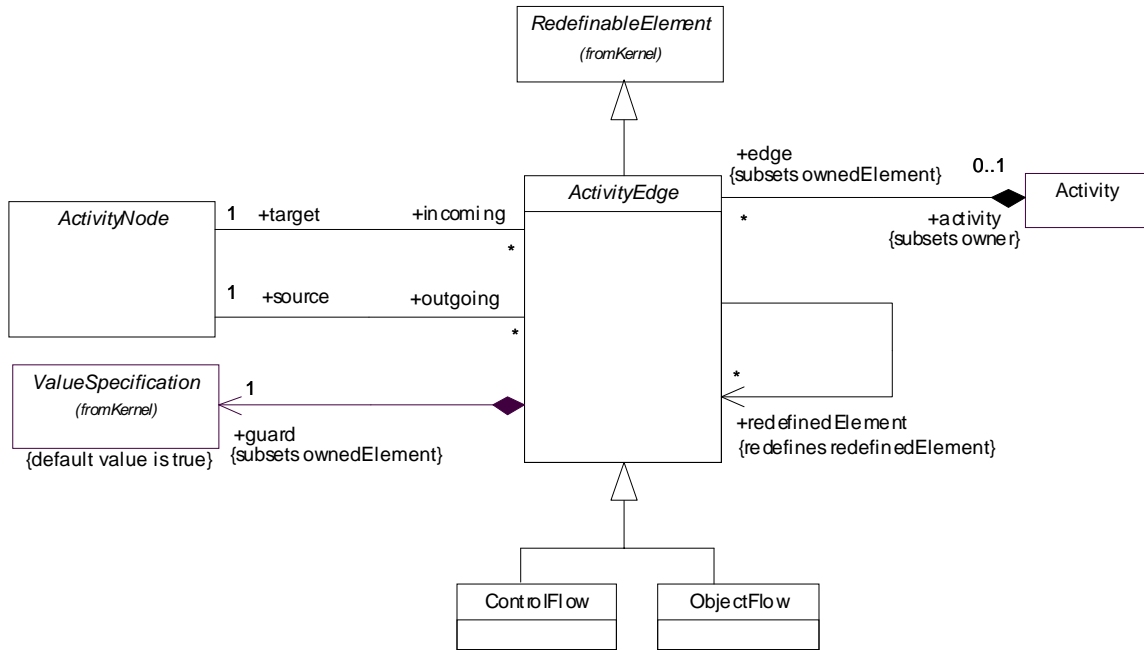 RedefinableElement
(fromKernel)
+edge
{subsets ownedElement}
0..1
*
ActivityEdge
Activity
+activity
{subsets owner}
ActivityNode
1 +target +incoming
*
1 +source +outgoing
*
ValueSpecification
(fromKernel)
{default value is true}
1
+guard
{subsets ownedElement}
*
+redefinedElement
{redefines redefinedElement}
ControlFlow
ObjectFlow